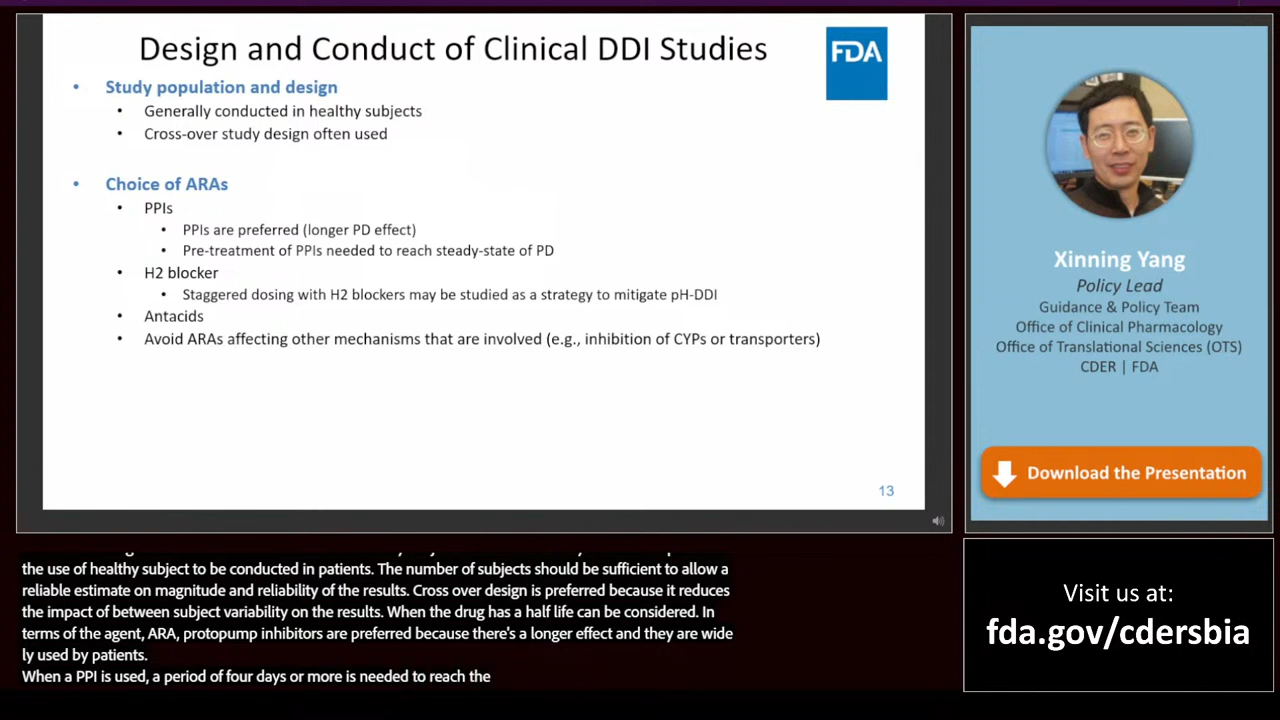 Design and Conduct of Clinical DDI Studies
FDA
• Study population and design
• Generally conducted in healthy subjects
• Cross-over study design often used
• Choice of ARAs
• PPIs
• PPIs are preferred (longer PD effect)
• Pre-treatment of PPIs needed to reach steady-state of PD
• H2 blocker
• Staggered dosing with H2 blockers may be studied as a strategy to mitigate pH-DDI
• Antacids
• Avoid ARAs affecting other mechanisms that are involved (e.g., inhibition of CYPs or transporters)
13
Xinning Yang
Policy Lead
Guidance & Policy Team
Office of Clinical Pharmacology
Office of Translational Sciences (OTS)
CDER | FDA
Download the Presentation
the use of healthy subject to be conducted in patients. The number of subjects should be sufficient to allow a
reliable estimate on magnitude and reliability of the results. Cross over design is preferred because it reduces
the impact of between subject variability on the results. When the drug has a half life can be considered. In
terms of the agent, ARA, protopump inhibitors are preferred because there's a longer effect and they are wide
ly used by patients.
When a PPI is used, a period of four days or more is needed to reach the
Visit us at:
fda.gov/cdersbia